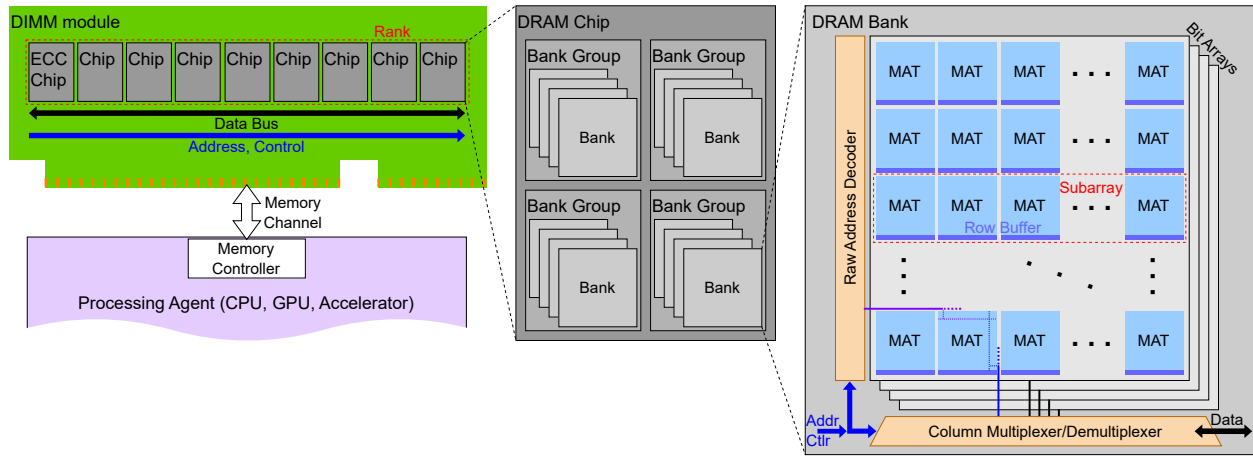 DIMM module
Rank
ECC
Chip
Chip
Chip
Chip
Chip
Chip
Chip
Chip
Chip
Data Bus
Address, Control
Memory
Channel
Memory
Controller
Processing Agent (CPU, GPU, Accelerator)
DRAM Chip
Bank Group
Bank
Bank Group
Bank
Bank Group
Bank
Bank Group
Bank
DRAM Bank
Bit Arrays
Raw Address Decoder
MAT MAT MAT MAT
MAT MAT MAT MAT
Subarray
MAT MAT MAT MAT
Row Buffer
MAT MAT MAT MAT
Addr
Ctlr
Column Multiplexer/Demultiplexer
Data